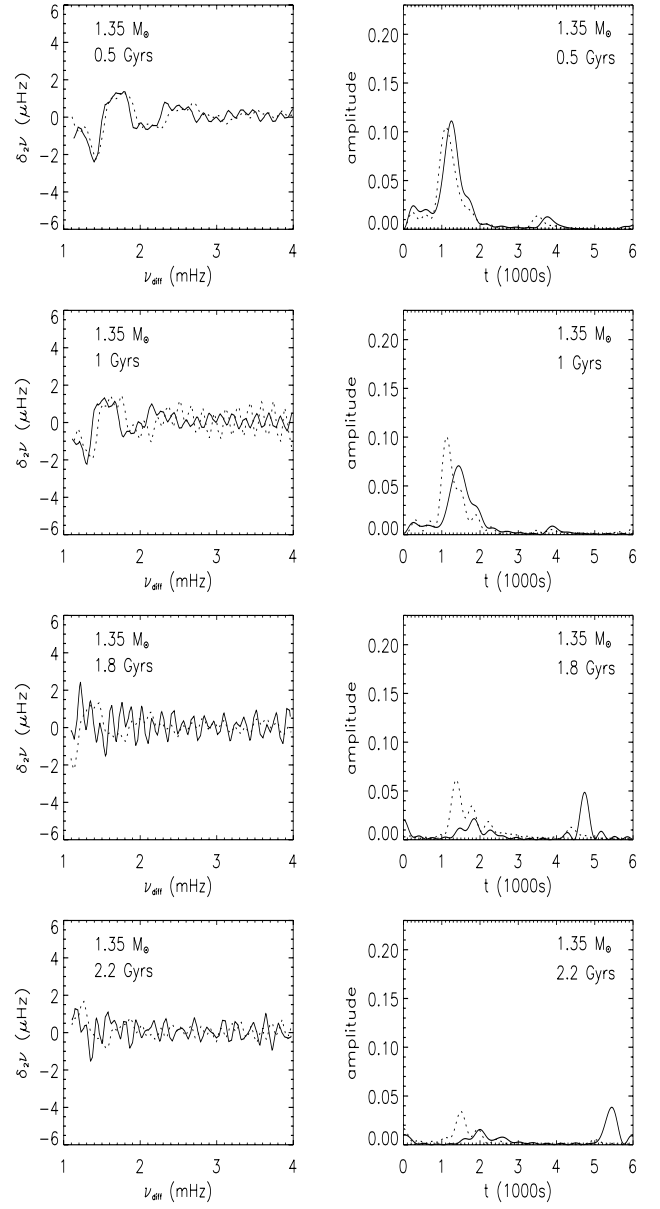 6
4
2
0
−2
−4
−6
δ₂ν (μHz)
1.35 M⊙
0.5 Gyrs
1 2 3 4
ν_diff (mHz)
0.20
0.15
0.10
0.05
0.00
amplitude
1.35 M⊙
0.5 Gyrs
0 1 2 3 4 5 6
t (1000s)
6
4
2
0
−2
−4
−6
δ₂ν (μHz)
1.35 M⊙
1 Gyrs
1 2 3 4
ν_diff (mHz)
0.20
0.15
0.10
0.05
0.00
amplitude
1.35 M⊙
1 Gyrs
0 1 2 3 4 5 6
t (1000s)
6
4
2
0
−2
−4
−6
δ₂ν (μHz)
1.35 M⊙
1.8 Gyrs
1 2 3 4
ν_diff (mHz)
0.20
0.15
0.10
0.05
0.00
amplitude
1.35 M⊙
1.8 Gyrs
0 1 2 3 4 5 6
t (1000s)
6
4
2
0
−2
−4
−6
δ₂ν (μHz)
1.35 M⊙
2.2 Gyrs
1 2 3 4
ν_diff (mHz)
0.20
0.15
0.10
0.05
0.00
amplitude
1.35 M⊙
2.2 Gyrs
0 1 2 3 4 5 6
t (1000s)